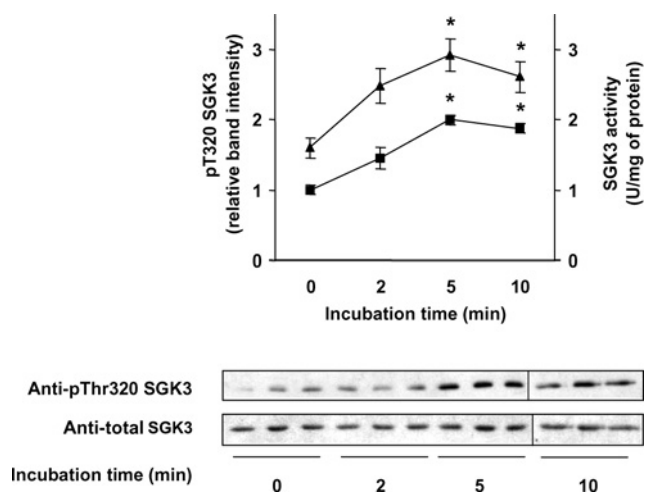 pT320 SGK3
(relative band intensity)
3
2
1
0
* *
* *
3
2
1
0
SGK3 activity
(U/mg of protein)
0 2 5 10
Incubation time (min)
Anti-pThr320 SGK3
Anti-total SGK3
Incubation time (min) 0 2 5 10